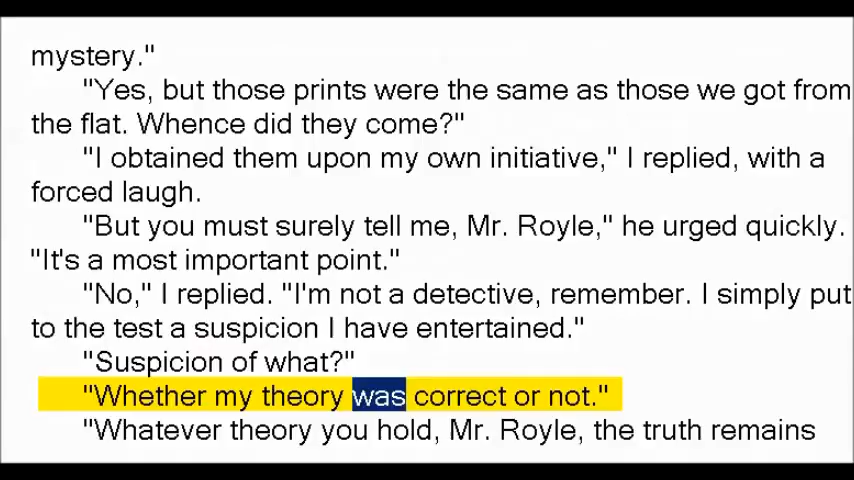 mystery."
"Yes, but those prints were the same as those we got from
the flat. Whence did they come?"
"I obtained them upon my own initiative," I replied, with a
forced laugh.
"But you must surely tell me, Mr. Royle," he urged quickly.
"It's a most important point."
"No," I replied. "I'm not a detective, remember. I simply put
to the test a suspicion I have entertained."
"Suspicion of what?"
"Whether my theory was correct or not."
"Whatever theory you hold, Mr. Royle, the truth remains